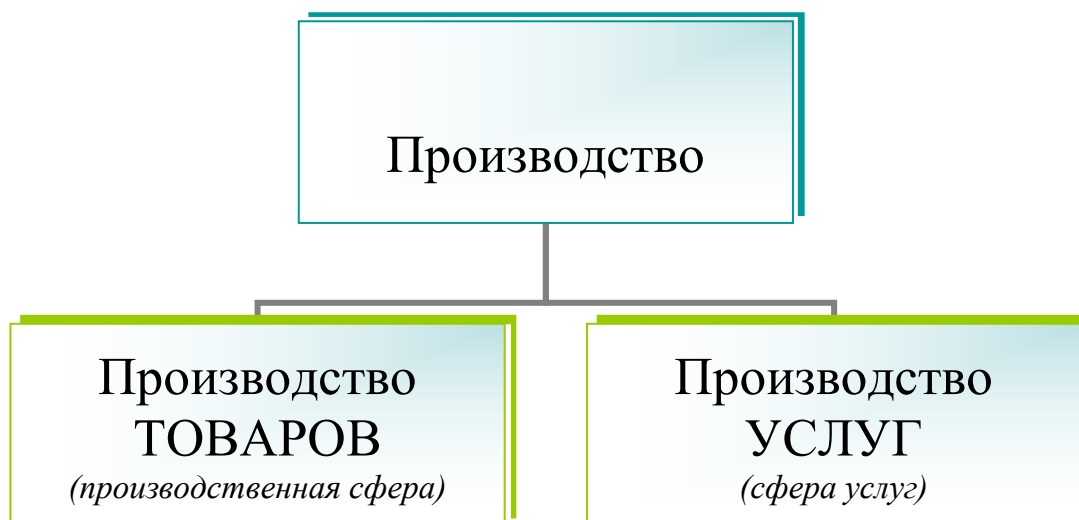 Производство
Производство
ТОВАРОВ
(производственная сфера)
Производство
УСЛУГ
(сфера услуг)